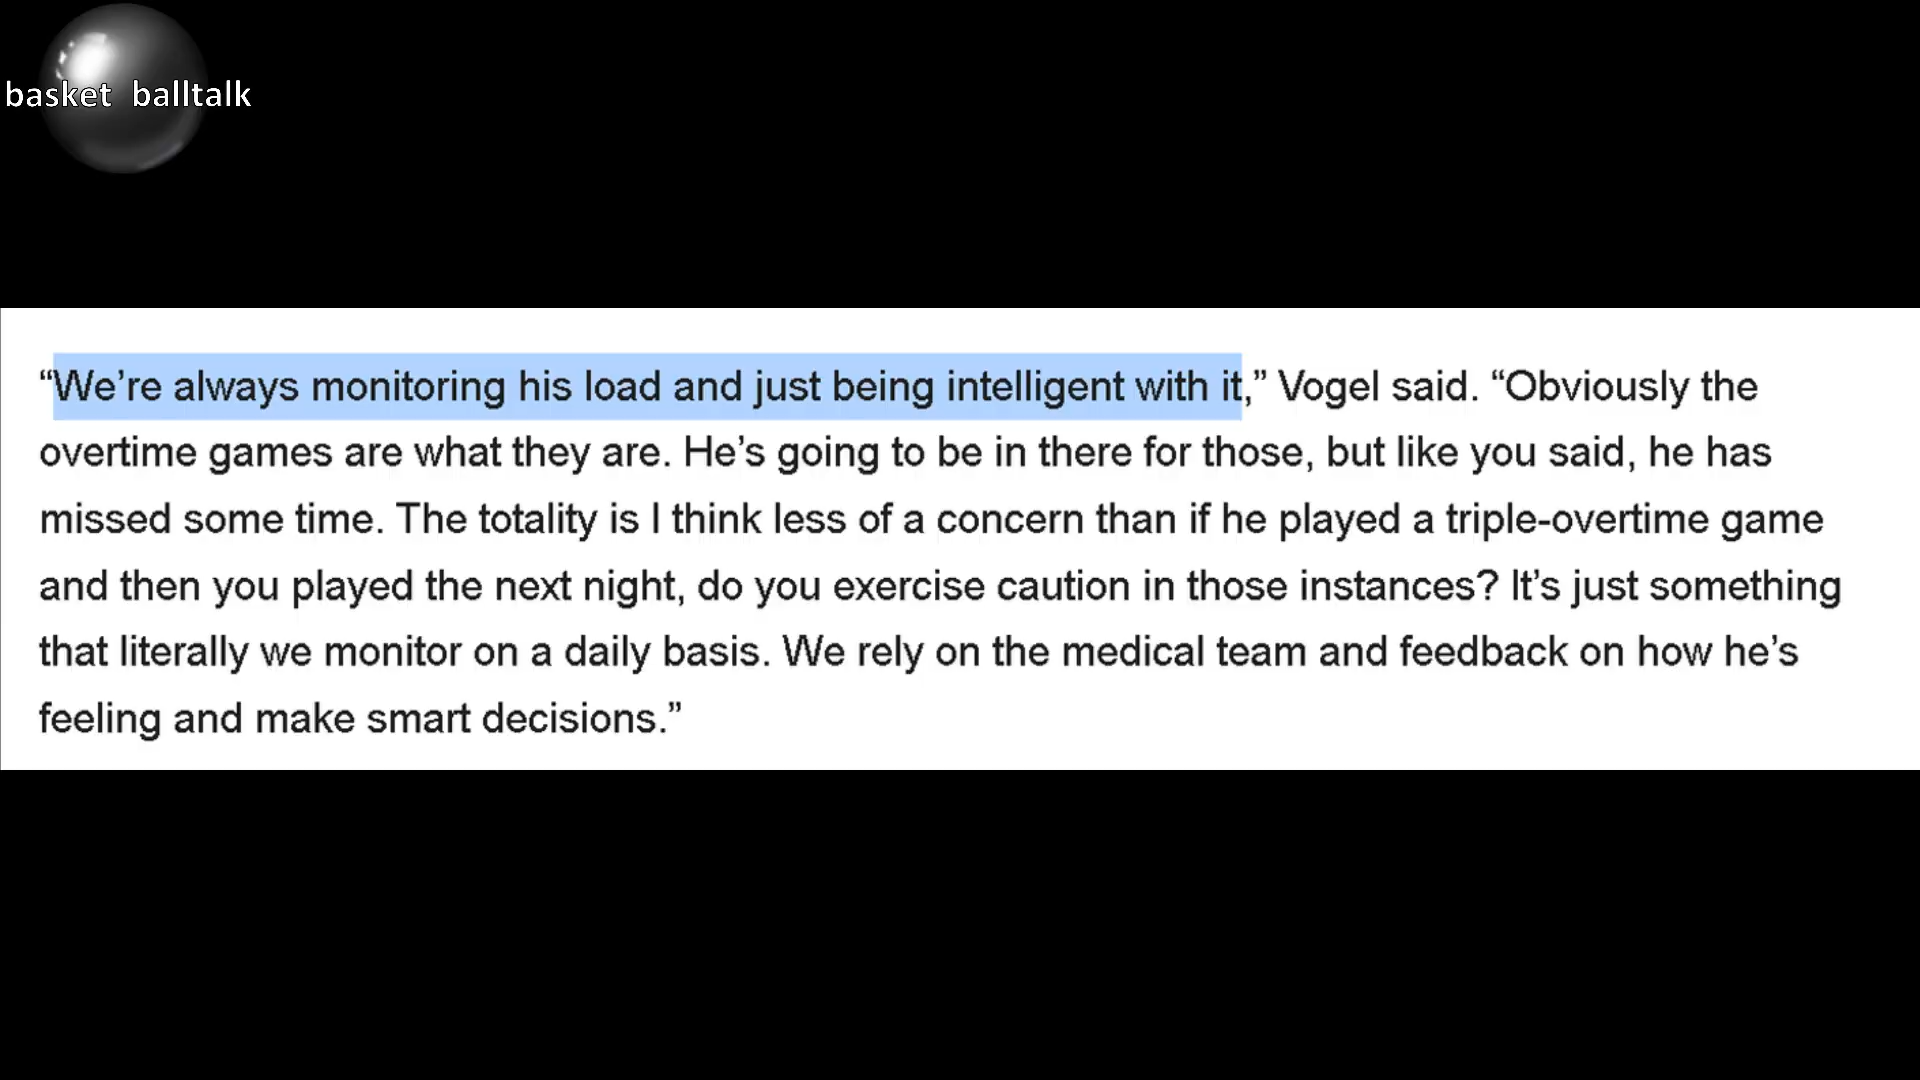 basket balltalk
“We’re always monitoring his load and just being intelligent with it,” Vogel said. “Obviously the
overtime games are what they are. He’s going to be in there for those, but like you said, he has
missed some time. The totality is I think less of a concern than if he played a triple-overtime game
and then you played the next night, do you exercise caution in those instances? It’s just something
that literally we monitor on a daily basis. We rely on the medical team and feedback on how he’s
feeling and make smart decisions.”